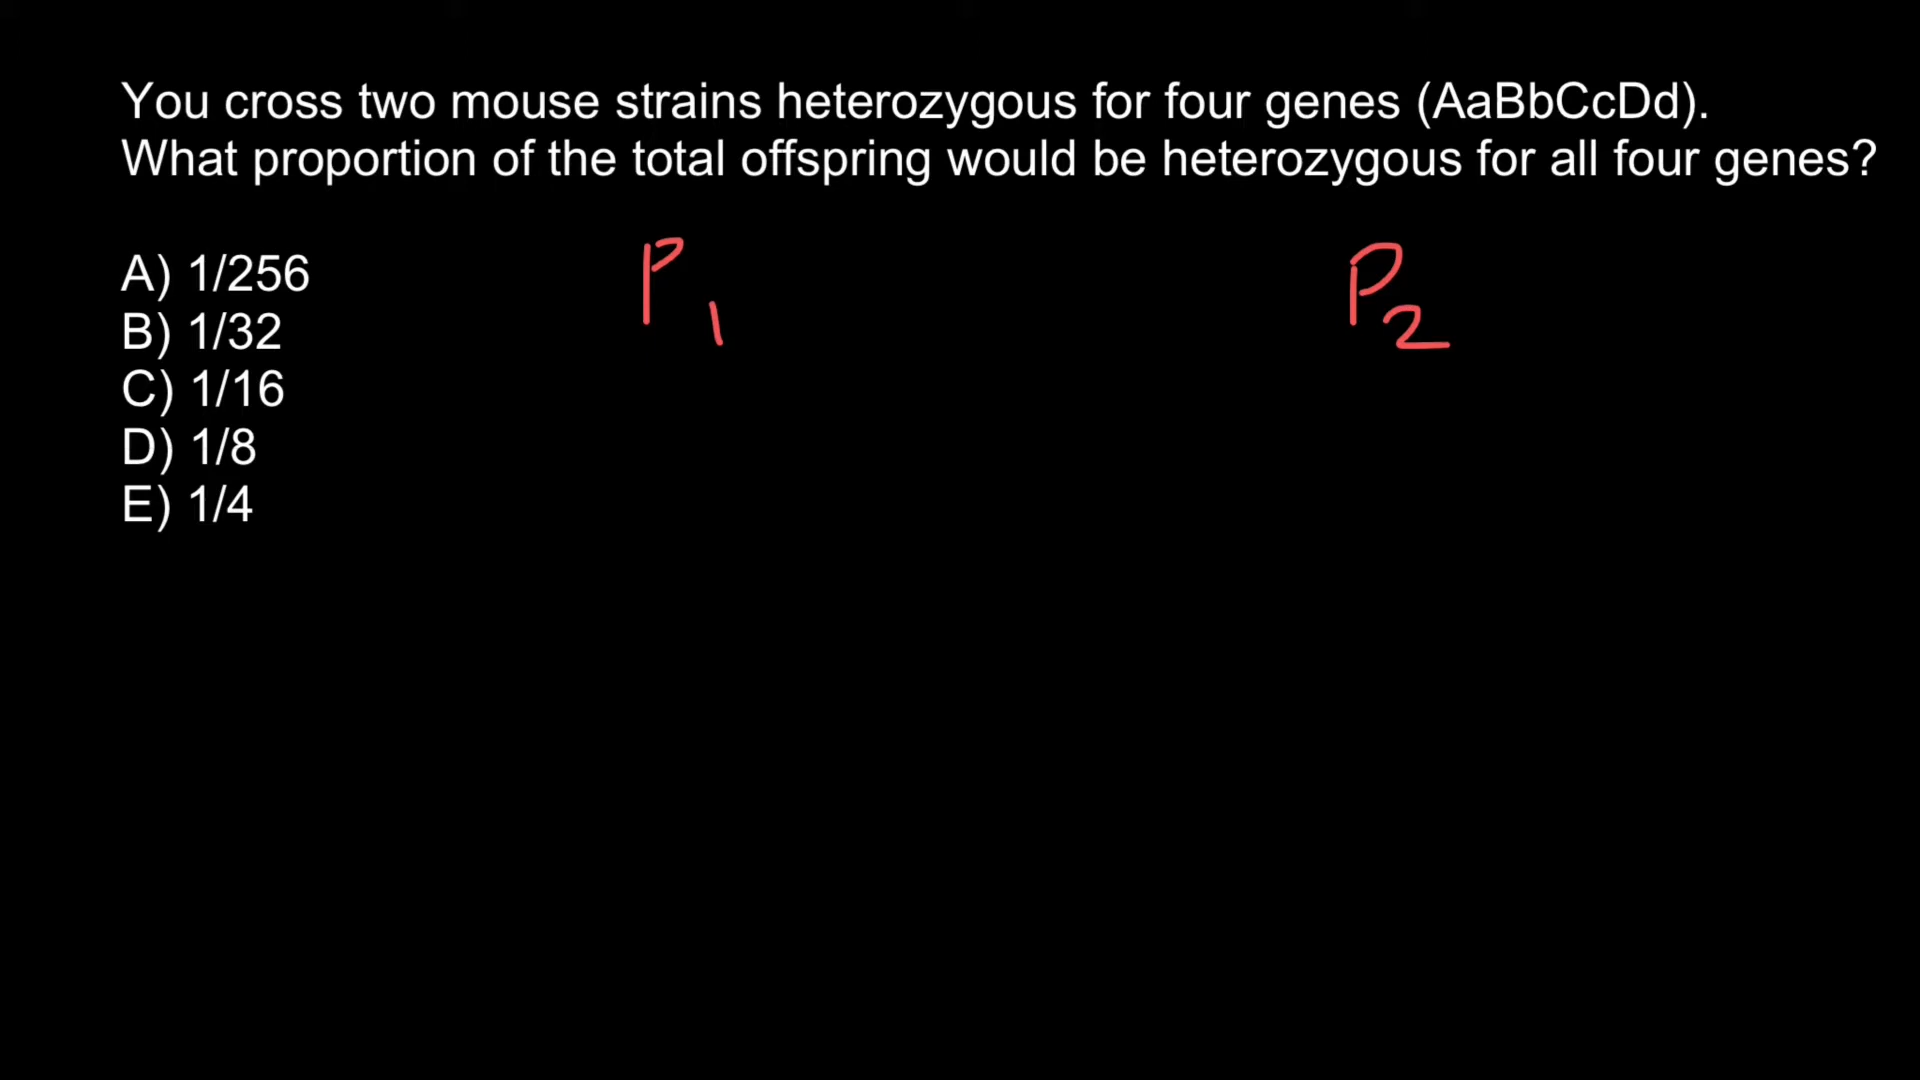 You cross two mouse strains heterozygous for four genes (AaBbCcDd).
What proportion of the total offspring would be heterozygous for all four genes?
A) 1/256
B) 1/32
C) 1/16
D) 1/8
E) 1/4
P1
P2